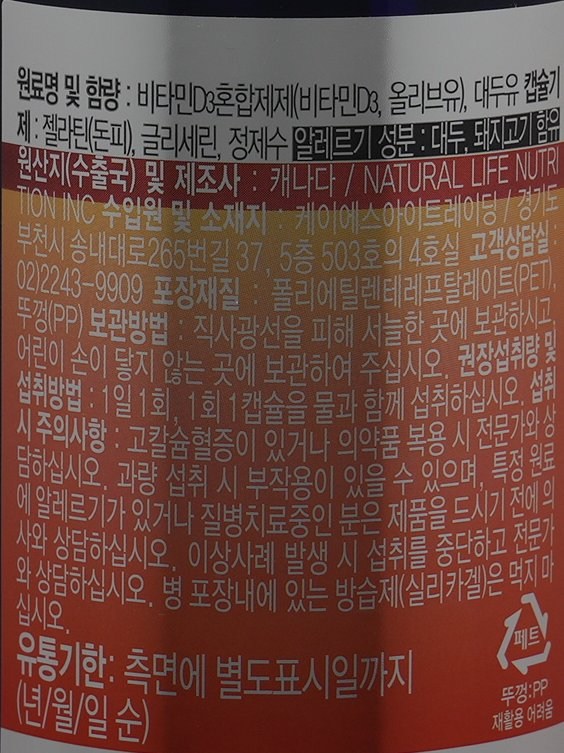 원료명 및 함량 : 비타민D3혼합제제(비타민D3, 올리브유), 대두유 캡슐기
제 : 젤라틴(돈피), 글리세린, 정제수 알레르기 성분 : 대두, 돼지고기 함유
원산지(수출국) 및 제조사 : 캐나다 / NATURAL LIFE NUTRI
TION INC 수입원 및 소재지 : 케이에스아이트레이딩 / 경기도
부천시 송내대로265번길 37, 5층 503호의 4호실 고객상담실 :
02)2243-9909 포장재질 : 폴리에틸렌테레프탈레이트(PET),
뚜껑(PP) 보관방법 : 직사광선을 피해 서늘한 곳에 보관하시고,
어린이 손이 닿지 않는 곳에 보관하여 주십시오. 권장섭취량 및
섭취방법 : 1일 1회, 1회 1캡슐을 물과 함께 섭취하십시오. 섭취
시 주의사항 : 고칼슘혈증이 있거나 의약품 복용 시 전문가와 상
담하십시오. 과량 섭취 시 부작용이 있을 수 있으며, 특정 원료
에 알레르기가 있거나 질병치료중인 분은 제품을 드시기 전에 의
사와 상담하십시오. 이상사례 발생 시 섭취를 중단하고 전문가
와 상담하십시오. 병 포장내에 있는 방습제(실리카겔)은 먹지 마
십시오.
유통기한 : 측면에 별도표시일까지
(년/월/일 순)
페트
뚜껑:PP
재활용 어려움